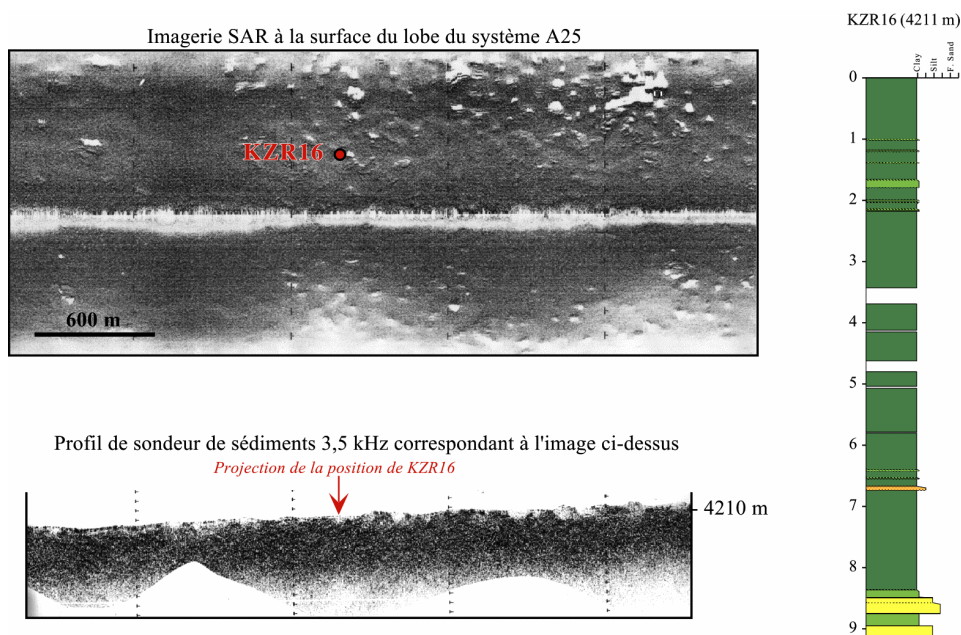 Imagerie SAR à la surface du lobe du système A25
KZR16
600 m
Profil de sondeur de sédiments 3,5 kHz correspondant à l'image ci-dessus
Projection de la position de KZR16
4210 m
KZR16 (4211 m)
Clay
Silt
F. Sand
0
1
2
3
4
5
6
7
8
9